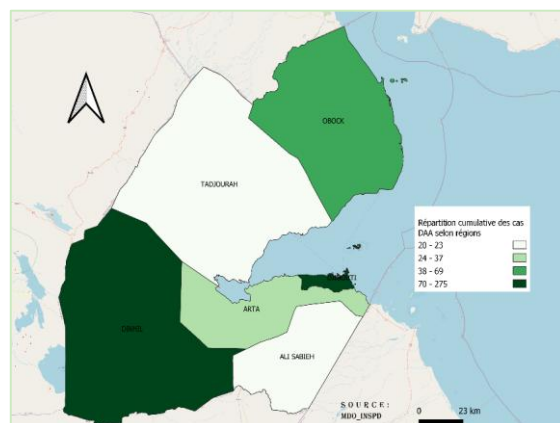 OBOCK
TADJOURAH
Répartition cumulative des cas
DAA selon régions
20 - 23
24 - 37
38 - 69
70 - 275
ARTA
ALI SABIEH
SOURCE:
MDO_INSPD
0 23 km